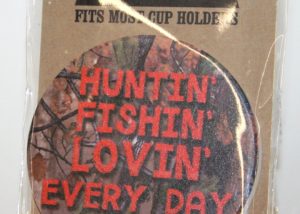 FITS MOST CUP HOLDERS
HUNTIN'
FISHIN'
LOVIN'
EVERY DAY